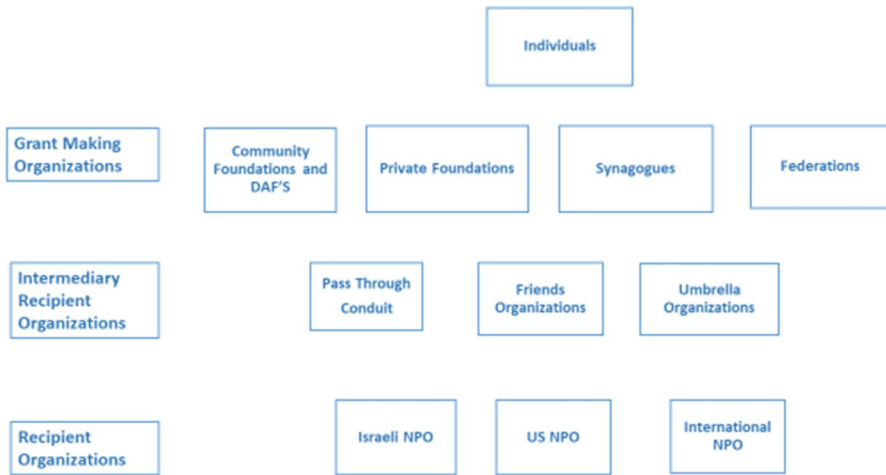 Individuals
Grant Making
Organizations
Community
Foundations and
DAF'S
Private Foundations
Synagogues
Federations
Intermediary
Recipient
Organizations
Pass Through
Conduit
Friends
Organizations
Umbrella
Organizations
Recipient
Organizations
Israeli NPO
US NPO
International
NPO